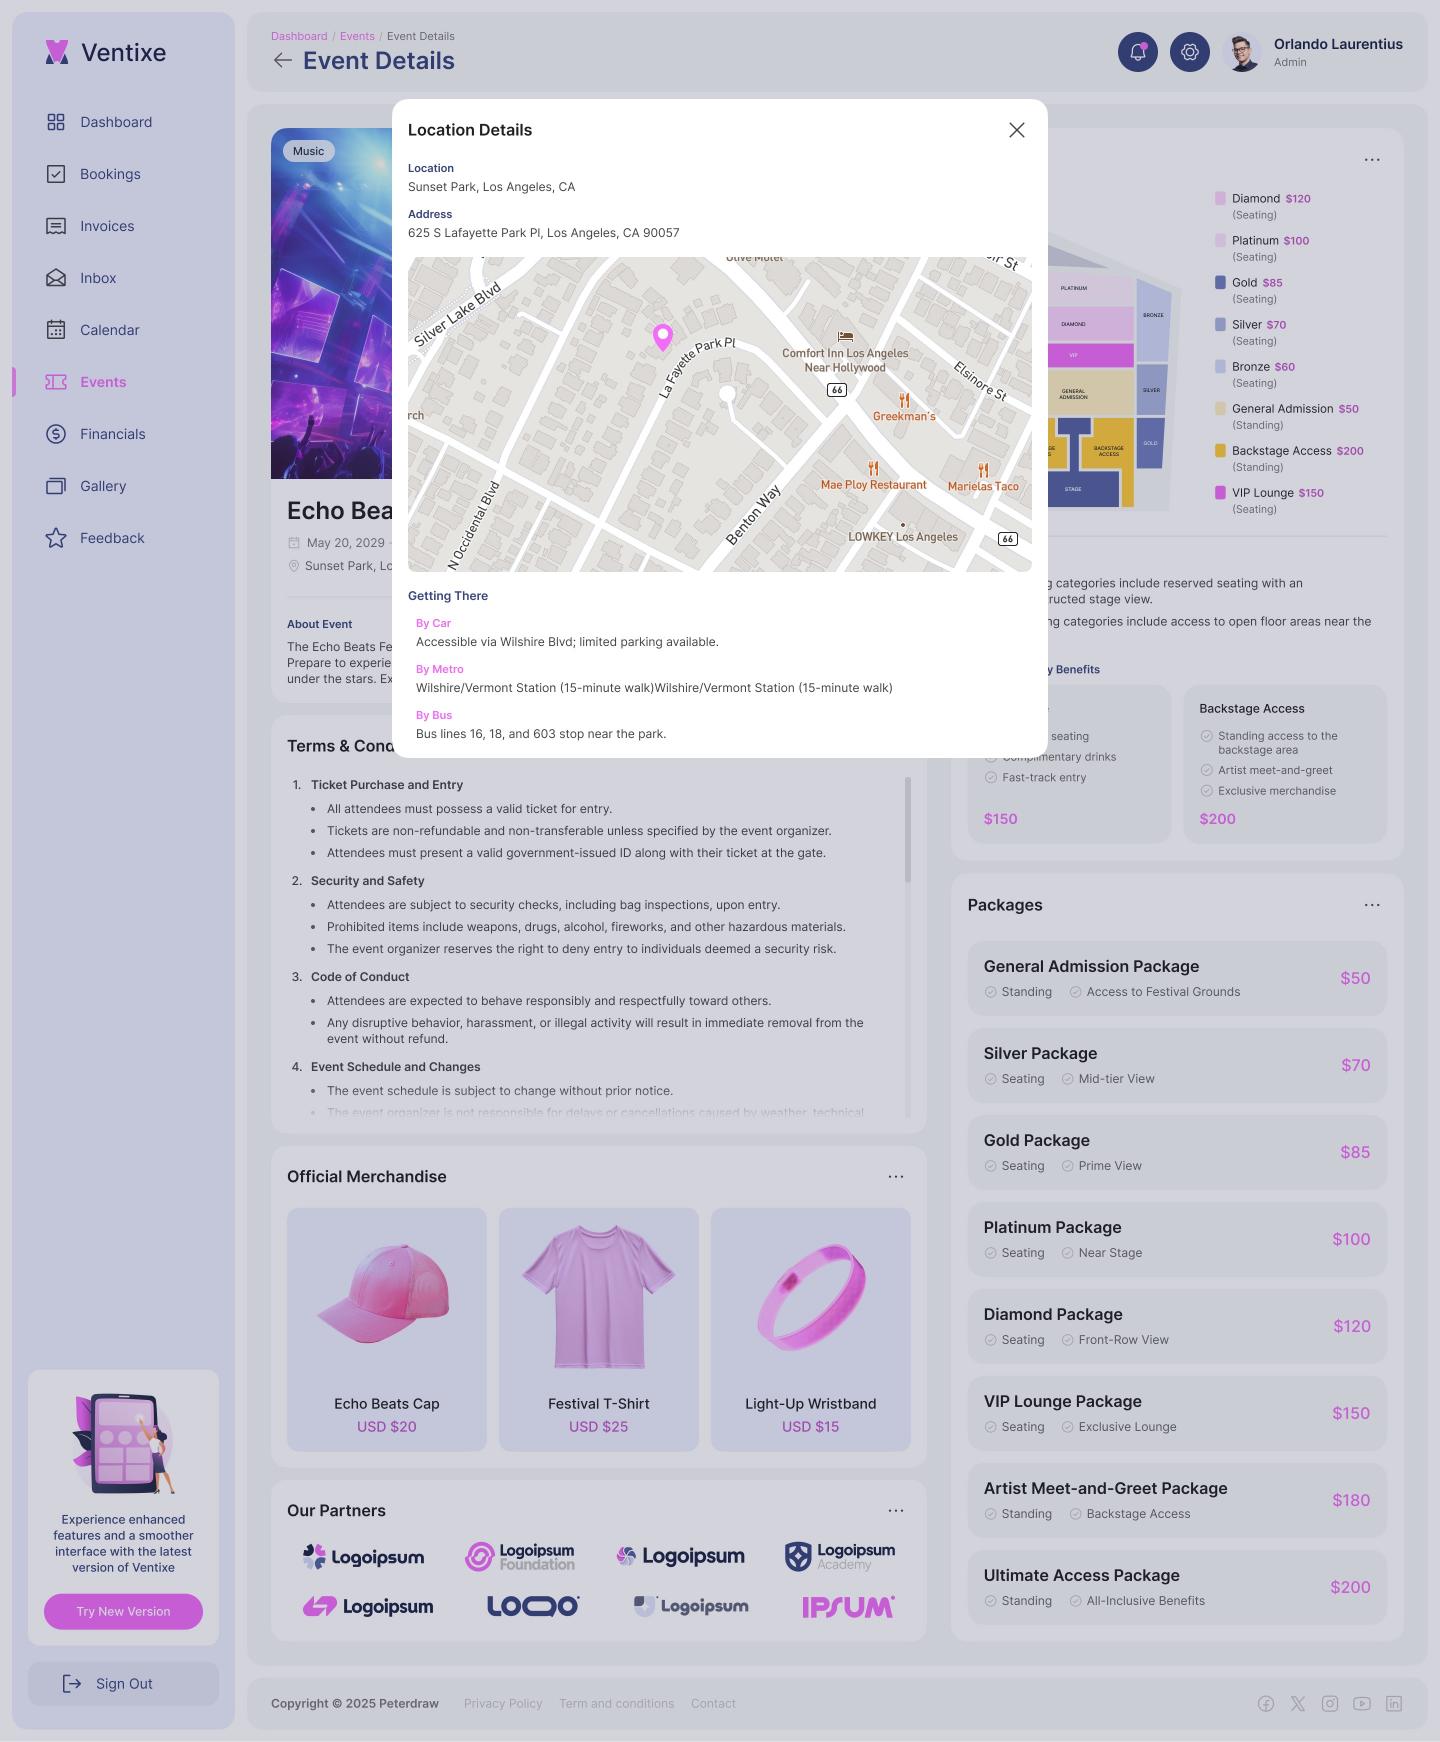 Ventixe
Dashboard
Bookings
Invoices
Inbox
Calendar
Events
Financials
Gallery
Feedback
Experience enhanced
features and a smoother
interface with the latest
version of Ventixe
Try New Version
Sign Out
Dashboard / Events / Event Details
Event Details
Orlando Laurentius
Admin
Location Details
Location
Sunset Park, Los Angeles, CA
Address
625 S Lafayette Park Pl, Los Angeles, CA 90057
Olive Motel
Silver Lake Blvd
La Fayette Park Pl
Comfort Inn Los Angeles
Near Hollywood
66
Elsinore St
Greekman's
rch
Mae Ploy Restaurant
Marielas Taco
N Occidental Blvd
Benton Way
LOWKEY Los Angeles
66
Getting There
By Car
Accessible via Wilshire Blvd; limited parking available.
By Metro
Wilshire/Vermont Station (15-minute walk)Wilshire/Vermont Station (15-minute walk)
By Bus
Bus lines 16, 18, and 603 stop near the park.
Music
Echo Bea
May 20, 2029
Sunset Park, Lo
About Event
The Echo Beats Fe
Prepare to experie
under the stars. Ex
Terms & Cond
1. Ticket Purchase and Entry
• All attendees must possess a valid ticket for entry.
• Tickets are non-refundable and non-transferable unless specified by the event organizer.
• Attendees must present a valid government-issued ID along with their ticket at the gate.
2. Security and Safety
• Attendees are subject to security checks, including bag inspections, upon entry.
• Prohibited items include weapons, drugs, alcohol, fireworks, and other hazardous materials.
• The event organizer reserves the right to deny entry to individuals deemed a security risk.
3. Code of Conduct
• Attendees are expected to behave responsibly and respectfully toward others.
• Any disruptive behavior, harassment, or illegal activity will result in immediate removal from the
event without refund.
4. Event Schedule and Changes
• The event schedule is subject to change without prior notice.
• The event organizer is not responsible for delays or cancellations caused by weather, technical
Official Merchandise
Echo Beats Cap
USD $20
Festival T-Shirt
USD $25
Light-Up Wristband
USD $15
Our Partners
Logoipsum
Logoipsum
Foundation
Logoipsum
Logoipsum
Academy
Logoipsum
LOQO
Logoipsum
IPSUM
PLATINUM
DIAMOND
VIP
GENERAL
ADMISSION
BACKSTAGE
ACCESS
STAGE
BRONZE
SILVER
GOLD
Diamond $120
(Seating)
Platinum $100
(Seating)
Gold $85
(Seating)
Silver $70
(Seating)
Bronze $60
(Seating)
General Admission $50
(Standing)
Backstage Access $200
(Standing)
VIP Lounge $150
(Seating)
g categories include reserved seating with an
ructed stage view.
ng categories include access to open floor areas near the
y Benefits
seating
Complimentary drinks
Fast-track entry
$150
Backstage Access
Standing access to the
backstage area
Artist meet-and-greet
Exclusive merchandise
$200
Packages
General Admission Package
Standing Access to Festival Grounds
$50
Silver Package
Seating Mid-tier View
$70
Gold Package
Seating Prime View
$85
Platinum Package
Seating Near Stage
$100
Diamond Package
Seating Front-Row View
$120
VIP Lounge Package
Seating Exclusive Lounge
$150
Artist Meet-and-Greet Package
Standing Backstage Access
$180
Ultimate Access Package
Standing All-Inclusive Benefits
$200
Copyright © 2025 Peterdraw
Privacy Policy
Term and conditions
Contact